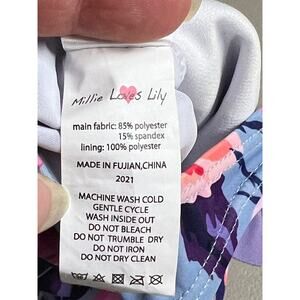 Millie Loves Lily
main fabric: 85% polyester
15% spandex
lining: 100% polyester
MADE IN FUJIAN,CHINA
2021
MACHINE WASH COLD
GENTLE CYCLE
WASH INSIDE OUT
DO NOT BLEACH
DO NOT TRUMBLE DRY
DO NOT IRON
DO NOT DRY CLEAN